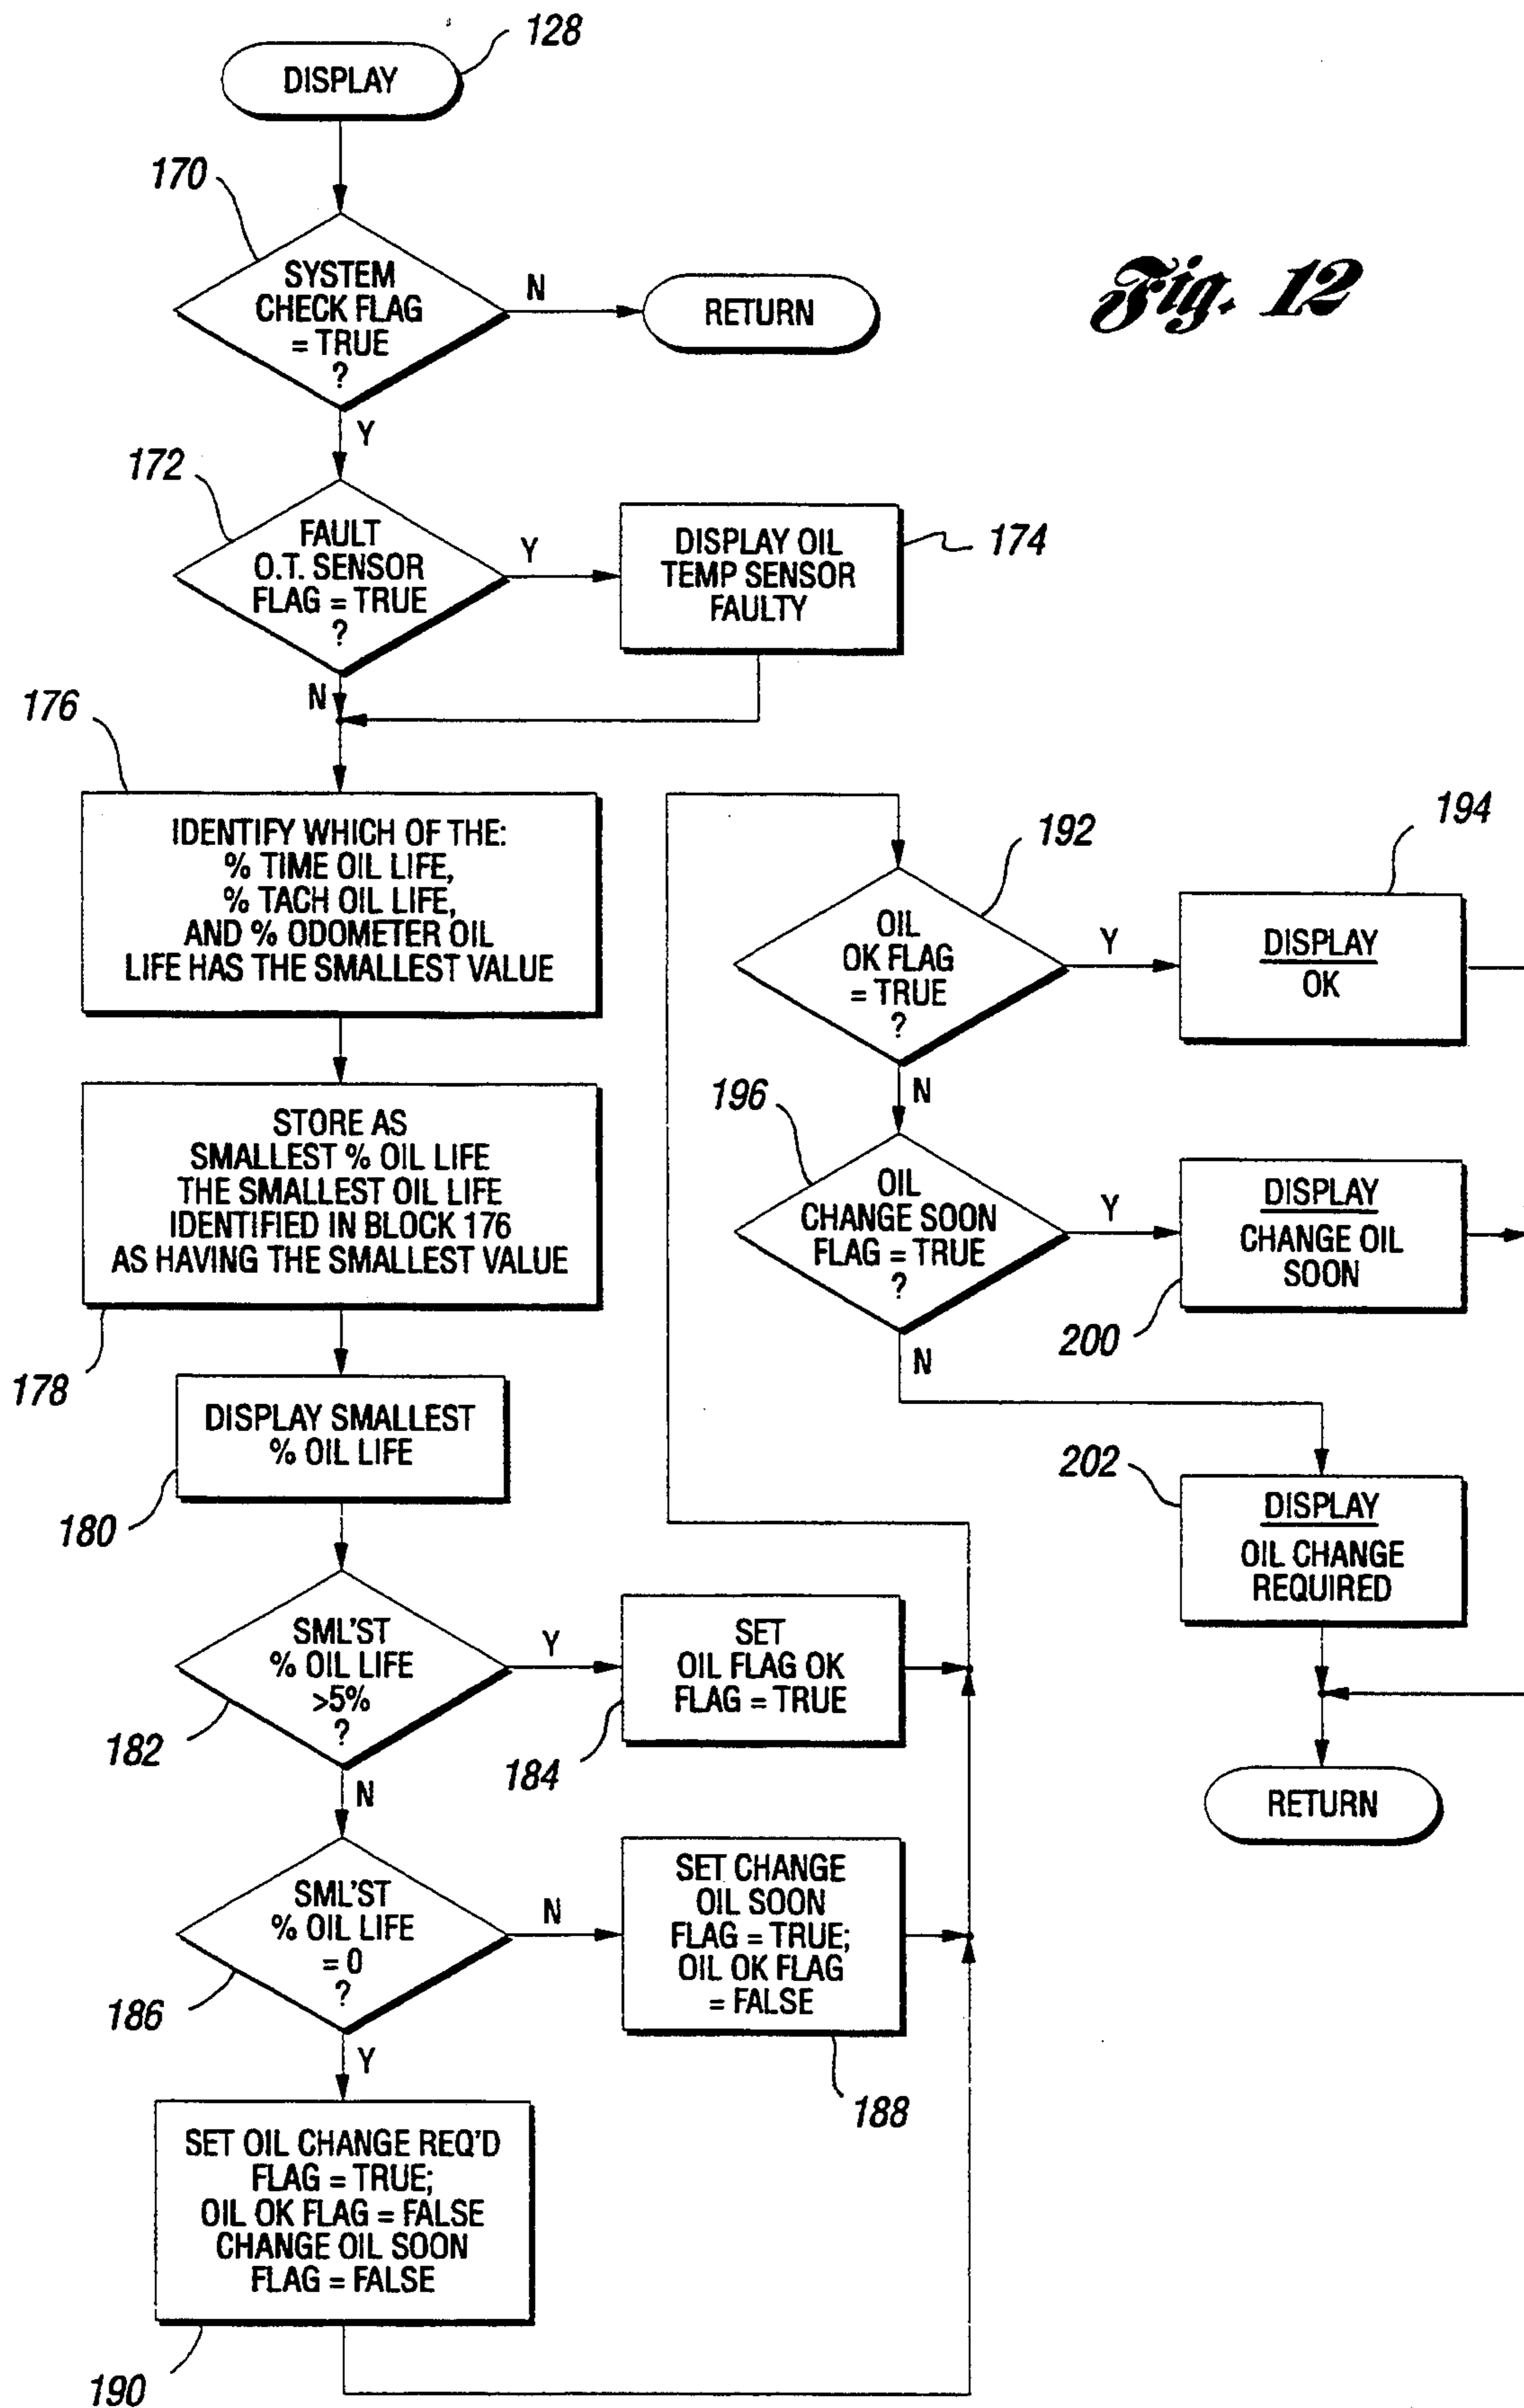 128
DISPLAY
170
SYSTEM
CHECK FLAG
= TRUE
?
N
RETURN
Fig. 12
Y
172
FAULT
O.T. SENSOR
FLAG = TRUE
?
Y
DISPLAY OIL
TEMP SENSOR
FAULTY
174
N
176
IDENTIFY WHICH OF THE:
% TIME OIL LIFE,
% TACH OIL LIFE,
AND % ODOMETER OIL
LIFE HAS THE SMALLEST VALUE
STORE AS
SMALLEST % OIL LIFE
THE SMALLEST OIL LIFE
IDENTIFIED IN BLOCK 176
AS HAVING THE SMALLEST VALUE
178
DISPLAY SMALLEST
% OIL LIFE
180
SML'ST
% OIL LIFE
>5%
?
182
Y
SET
OIL FLAG OK
FLAG = TRUE
184
N
SML'ST
% OIL LIFE
= 0
?
186
N
SET CHANGE
OIL SOON
FLAG = TRUE;
OIL OK FLAG
= FALSE
188
Y
SET OIL CHANGE REQ'D
FLAG = TRUE;
OIL OK FLAG = FALSE
CHANGE OIL SOON
FLAG = FALSE
190
192
OIL
OK FLAG
= TRUE
?
Y
194
DISPLAY
OK
N
196
OIL
CHANGE SOON
FLAG = TRUE
?
Y
DISPLAY
CHANGE OIL
SOON
200
N
202
DISPLAY
OIL CHANGE
REQUIRED
RETURN